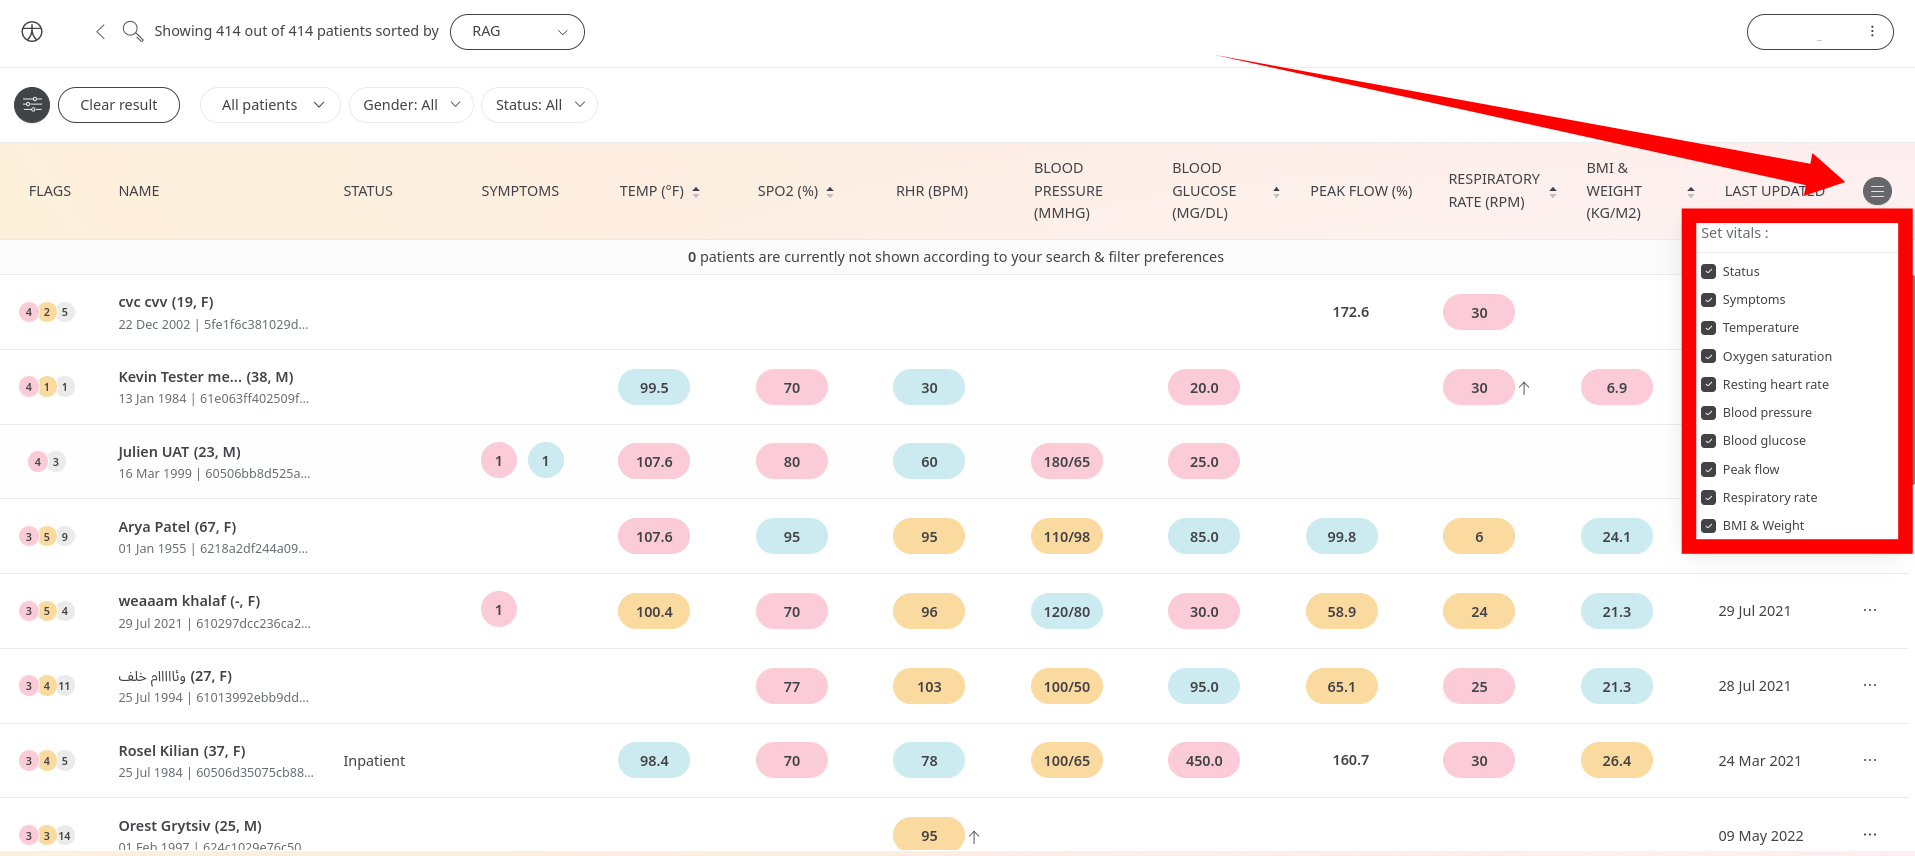 Showing 414 out of 414 patients sorted by RAG
Clear result All patients Gender: All Status: All
FLAGS NAME STATUS SYMPTOMS TEMP (°F) SPO2 (%) RHR (BPM) BLOOD PRESSURE (MMHG) BLOOD GLUCOSE (MG/DL) PEAK FLOW (%) RESPIRATORY RATE (RPM) BMI & WEIGHT (KG/M2) LAST UPDATED
0 patients are currently not shown according to your search & filter preferences
4 2 5 cvc cvv (19, F) 172.6 30
22 Dec 2002 | 5fe1f6c381029d...
4 1 1 Kevin Tester me... (38, M) 99.5 70 30 20.0 30 ↑ 6.9
13 Jan 1984 | 61e063ff402509f...
4 3 Julien UAT (23, M) 1 1 107.6 80 60 180/65 25.0
16 Mar 1999 | 60506bb8d525a...
3 5 9 Arya Patel (67, F) 107.6 95 95 110/98 85.0 99.8 6 24.1
01 Jan 1955 | 6218a2df244a09...
3 5 4 weaaam khalaf (-, F) 1 100.4 70 96 120/80 30.0 58.9 24 21.3 29 Jul 2021 ...
29 Jul 2021 | 610297dcc236ca2...
3 4 11 وئاااااام خلف (27, F) 77 103 100/50 95.0 65.1 25 21.3 28 Jul 2021 ...
25 Jul 1994 | 61013992ebb9dd...
3 4 5 Rosel Kilian (37, F) Inpatient 98.4 70 78 100/65 450.0 160.7 30 26.4 24 Mar 2021 ...
25 Jul 1984 | 60506d35075cb88...
3 3 14 Orest Grytsiv (25, M) 95 ↑ 09 May 2022 ...
01 Feb 1997 | 624c1029e76c50
Set vitals :
Status
Symptoms
Temperature
Oxygen saturation
Resting heart rate
Blood pressure
Blood glucose
Peak flow
Respiratory rate
BMI & Weight